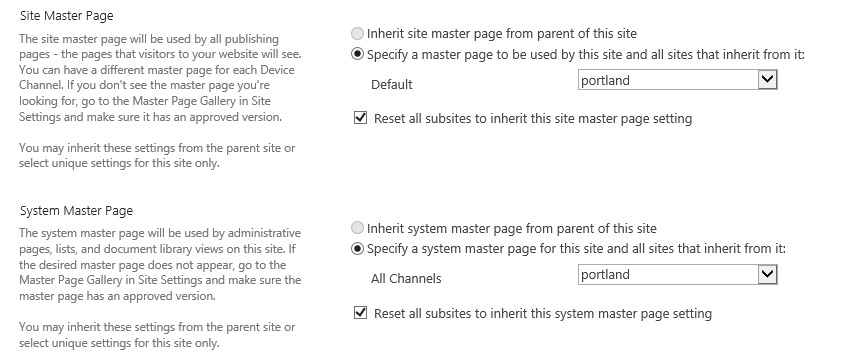 Site Master Page
The site master page will be used by all publishing
pages - the pages that visitors to your website will see.
You can have a different master page for each Device
Channel. If you don't see the master page you're
looking for, go to the Master Page Gallery in Site
Settings and make sure it has an approved version.
You may inherit these settings from the parent site or
select unique settings for this site only.
Inherit site master page from parent of this site
Specify a master page to be used by this site and all sites that inherit from it:
Default portland
Reset all subsites to inherit this site master page setting
System Master Page
The system master page will be used by administrative
pages, lists, and document library views on this site. If
the desired master page does not appear, go to the
Master Page Gallery in Site Settings and make sure the
master page has an approved version.
You may inherit these settings from the parent site or
select unique settings for this site only.
Inherit system master page from parent of this site
Specify a system master page for this site and all sites that inherit from it:
All Channels portland
Reset all subsites to inherit this system master page setting